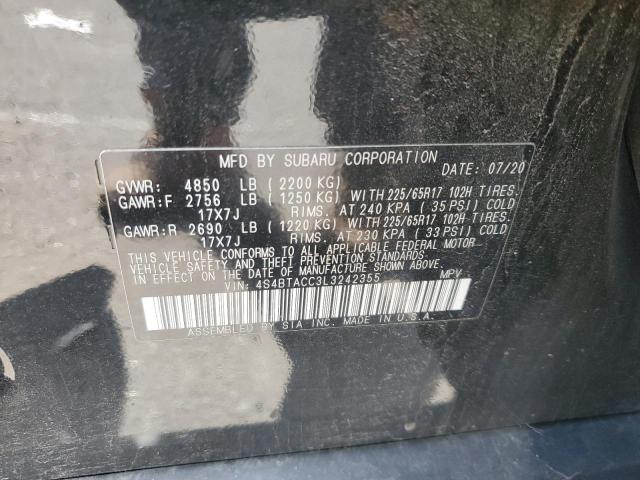 MFD BY SUBARU CORPORATION
DATE: 07/20
GVWR: 4850 LB (2200 KG)
GAWR:F 2756 LB (1250 KG) WITH 225/65R17 102H TIRES.
17X7J RIMS. AT 240 KPA (35 PSI) COLD
GAWR:R 2690 LB (1220 KG) WITH 225/65R17 102H TIRES.
17X7J RIMS. AT 230 KPA (33 PSI) COLD
THIS VEHICLE CONFORMS TO ALL APPLICABLE FEDERAL MOTOR
VEHICLE SAFETY AND THEFT PREVENTION STANDARDS
IN EFFECT ON THE DATE OF MANUFACTURE SHOWN ABOVE.
VIN: 4S4BTACC3L3242355 MPV
ASSEMBLED BY SIA INC. MADE IN U.S.A.